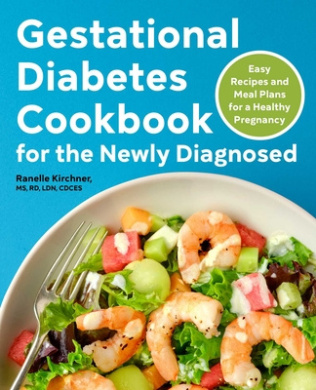 Gestational
Diabetes
Cookbook
for the Newly Diagnosed
Easy
Recipes and
Meal Plans
for a Healthy
Pregnancy
Ranelle Kirchner,
MS, RD, LDN, CDCES